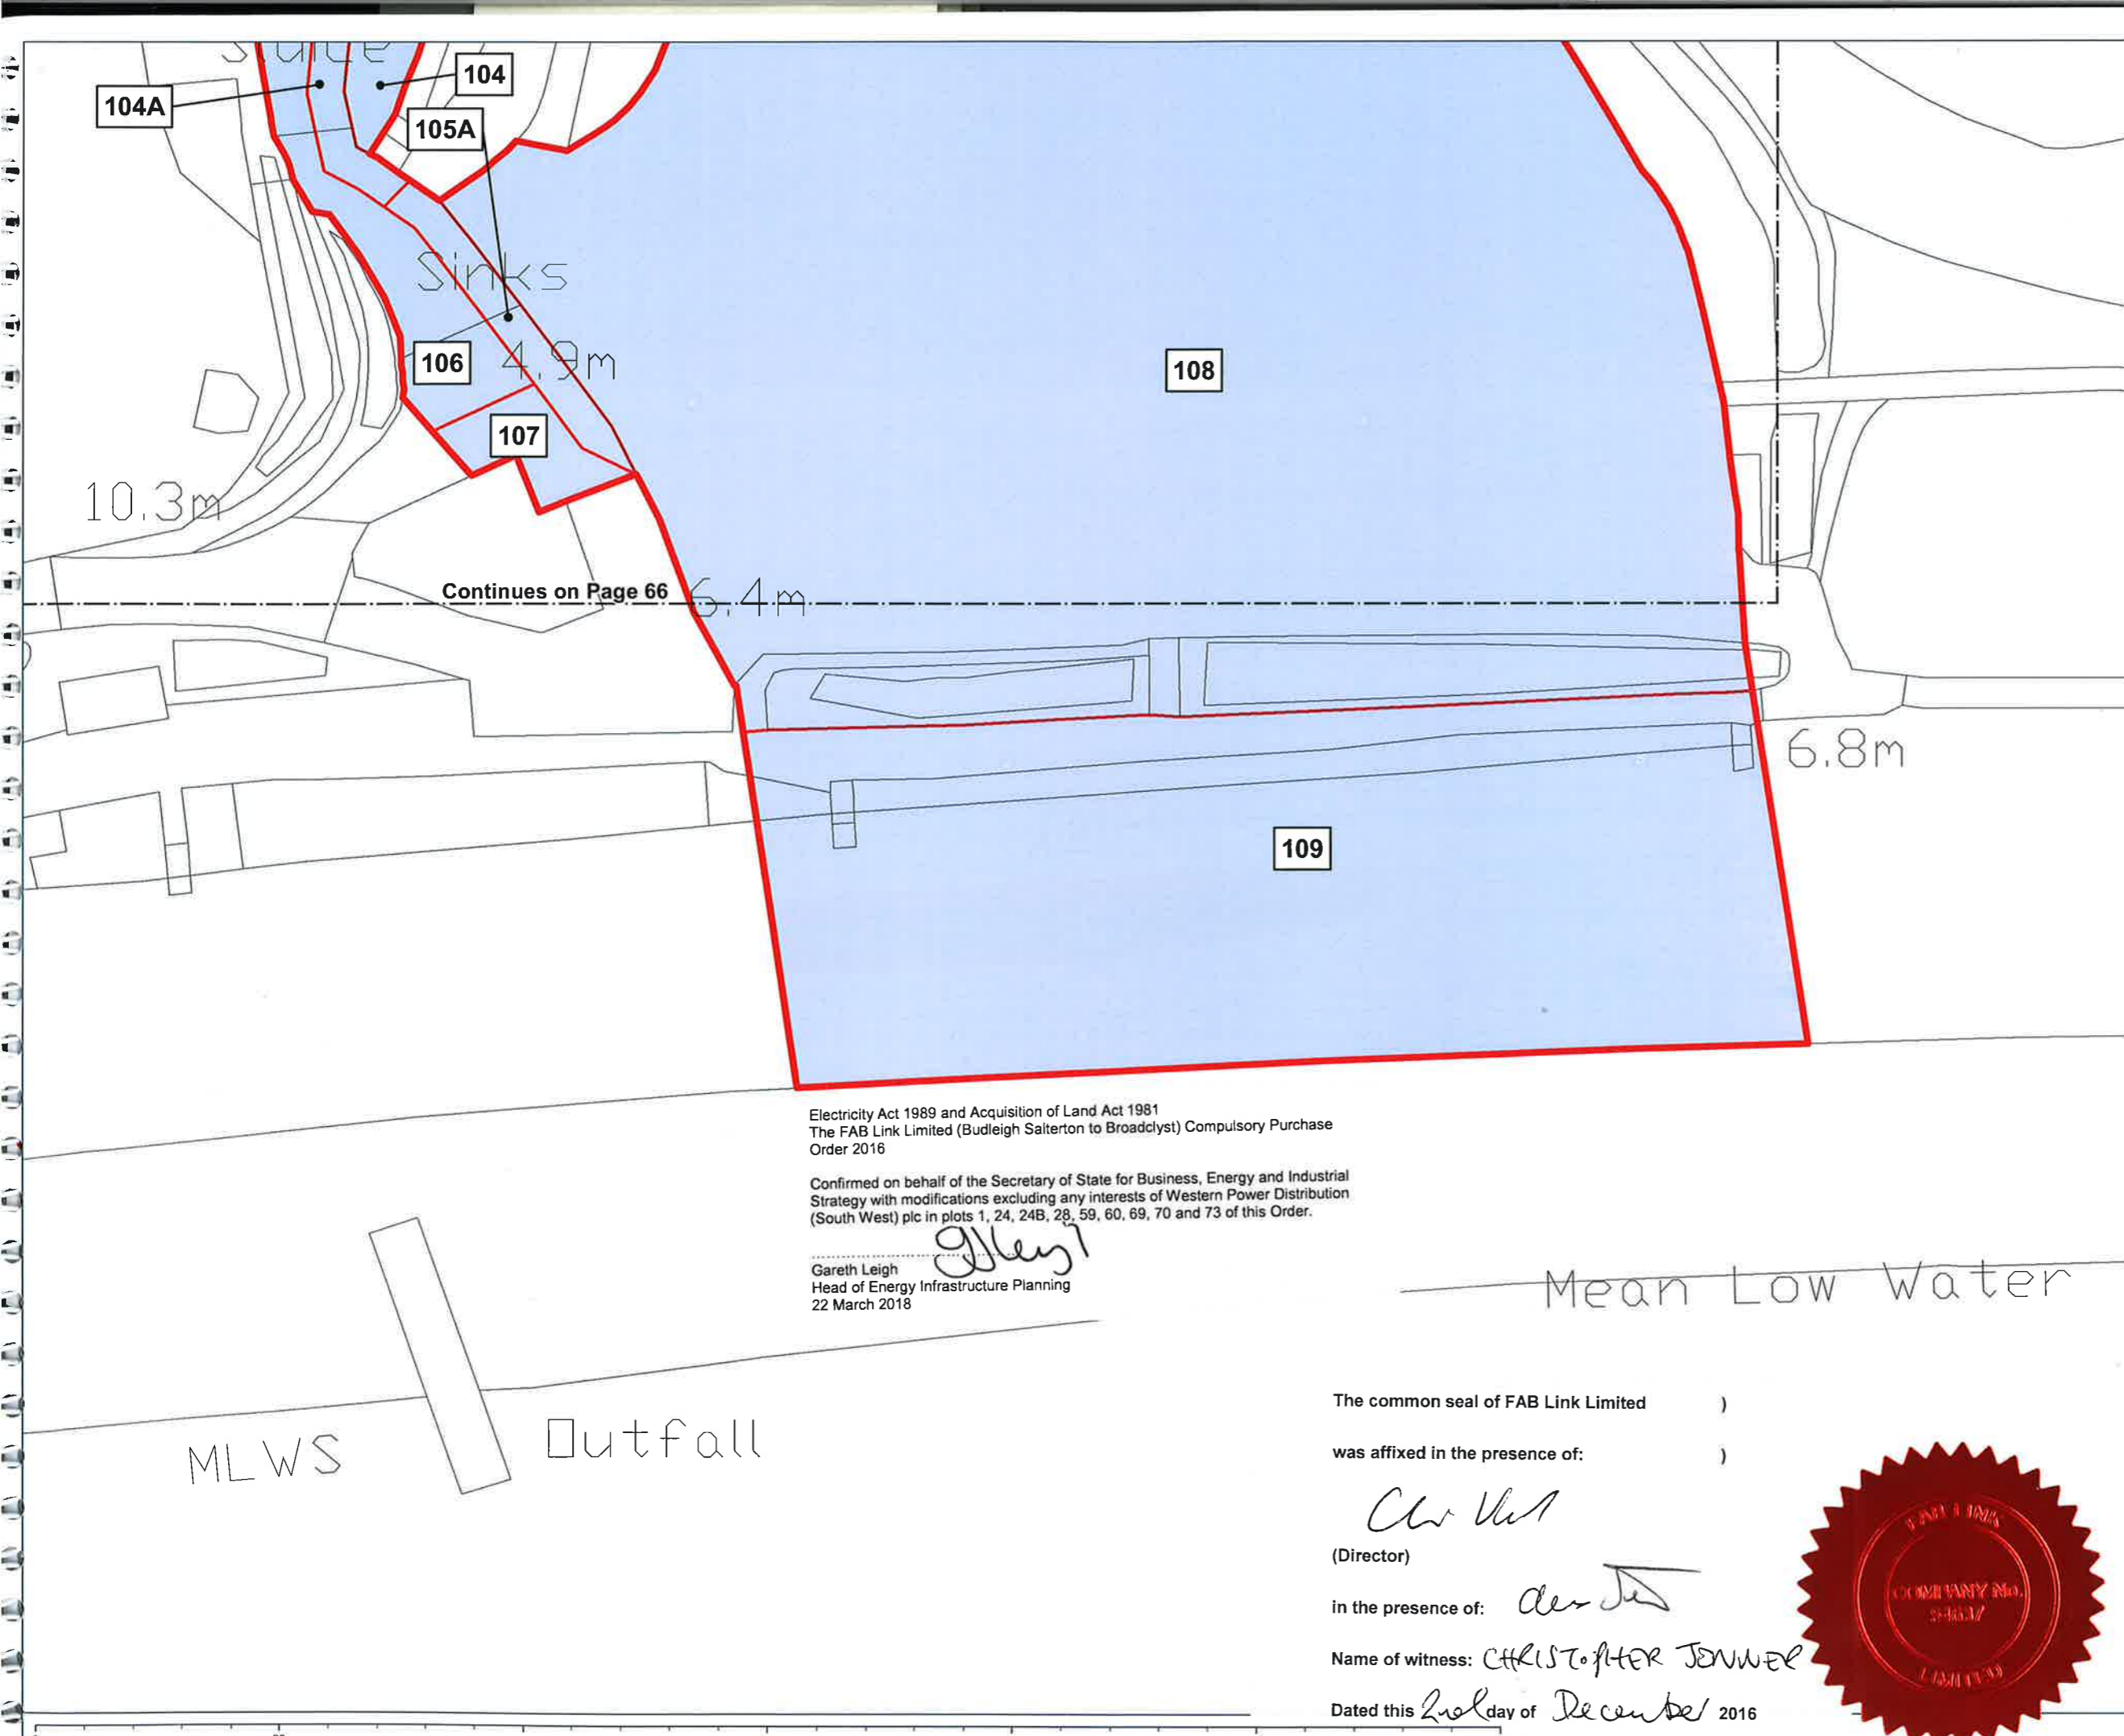 104A
104
105A
Sinks
106
4.9m
107
108
10.3m
Continues on Page 66
6.4m
6.8m
109
Electricity Act 1989 and Acquisition of Land Act 1981
The FAB Link Limited (Budleigh Salterton to Broadclyst) Compulsory Purchase
Order 2016
Confirmed on behalf of the Secretary of State for Business, Energy and Industrial
Strategy with modifications excluding any interests of Western Power Distribution
(South West) plc in plots 1, 24, 24B, 28, 59, 60, 69, 70 and 73 of this Order.
Gareth Leigh
Head of Energy Infrastructure Planning
22 March 2018
Mean Low Water
MLWS
Outfall
The common seal of FAB Link Limited )
was affixed in the presence of: )
(Director)
in the presence of:
Name of witness: CHRISTOPHER JENNER
Dated this 2nd day of December 2016
FAB LINK
COMPANY No.
LIMITED